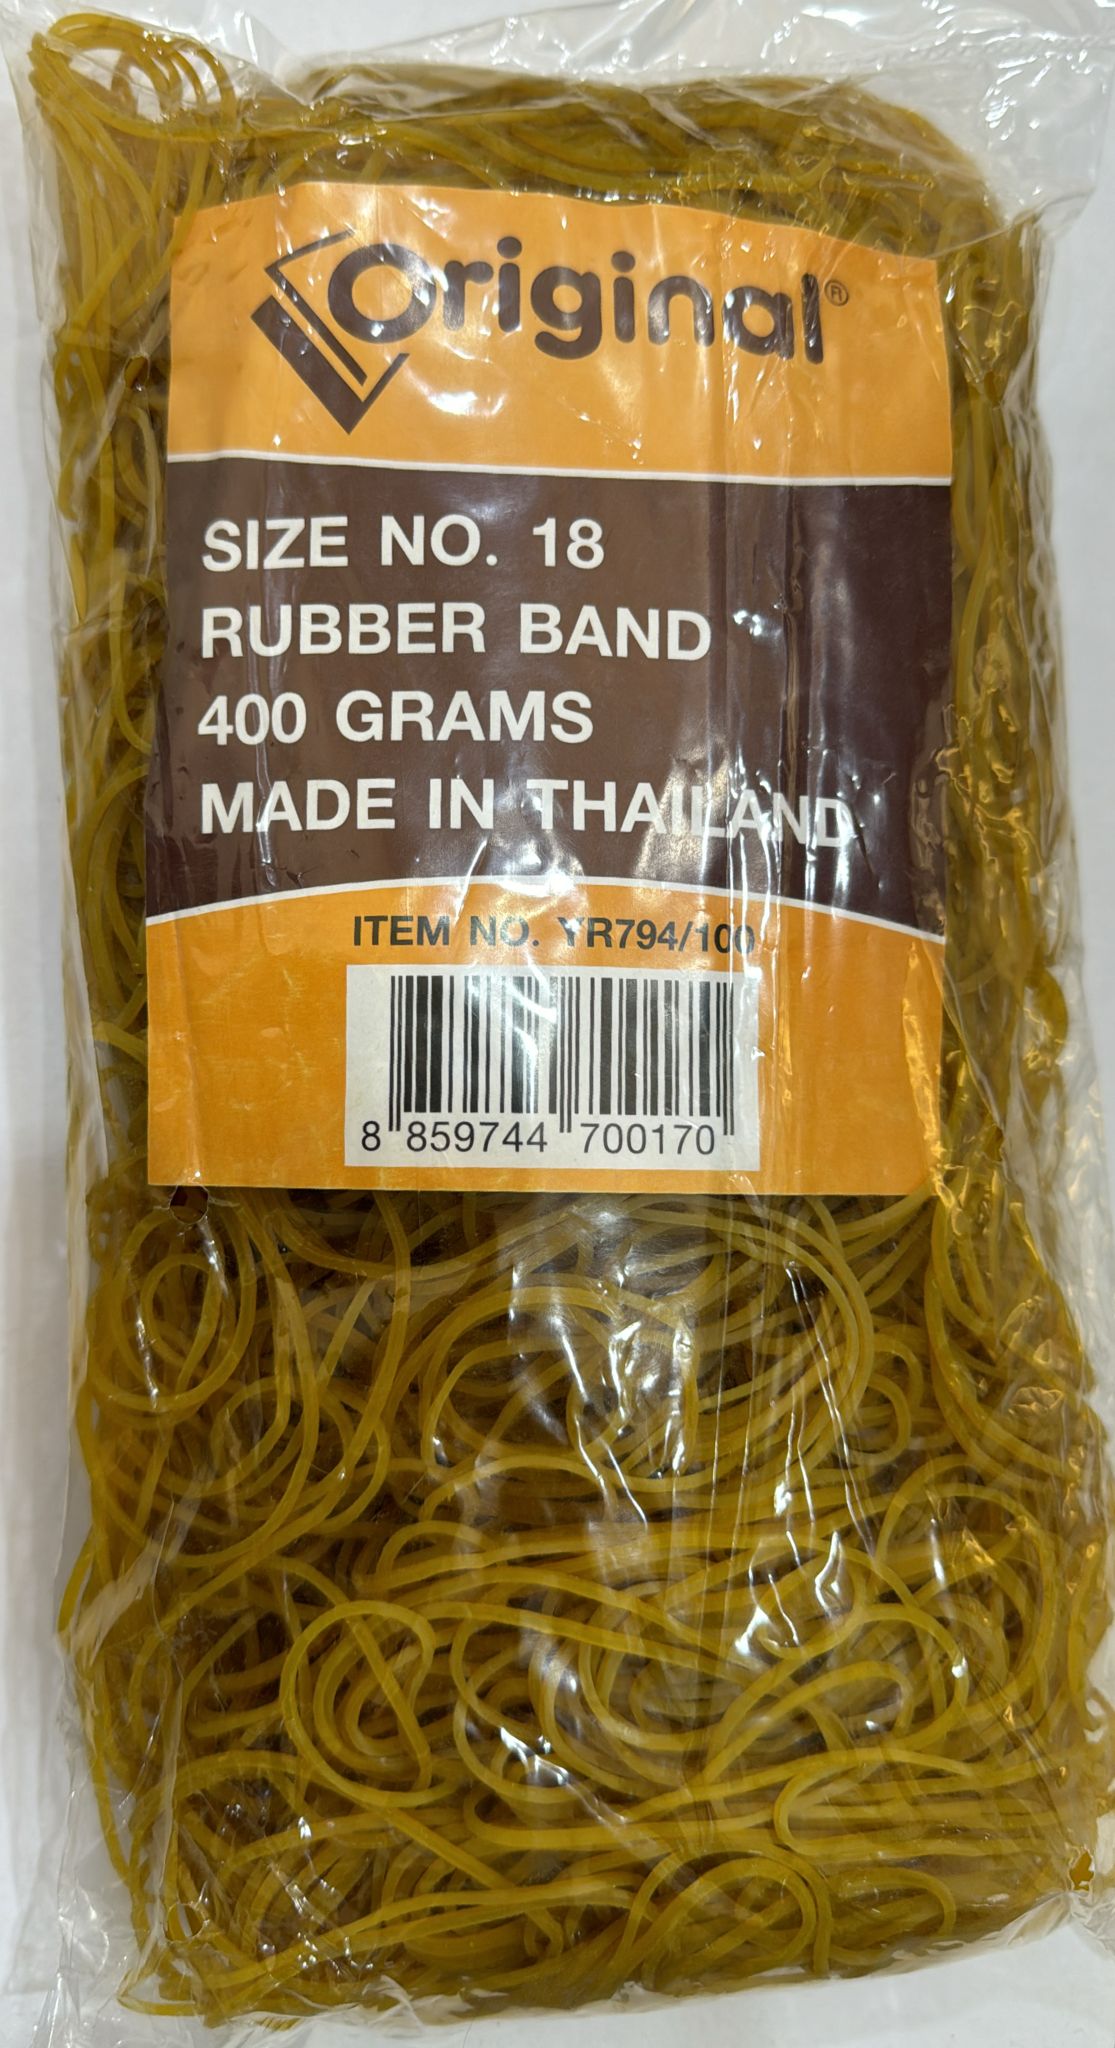 Original®
SIZE NO. 18
RUBBER BAND
400 GRAMS
MADE IN THAILAND
ITEM NO. YR794/100
8 859744 700170